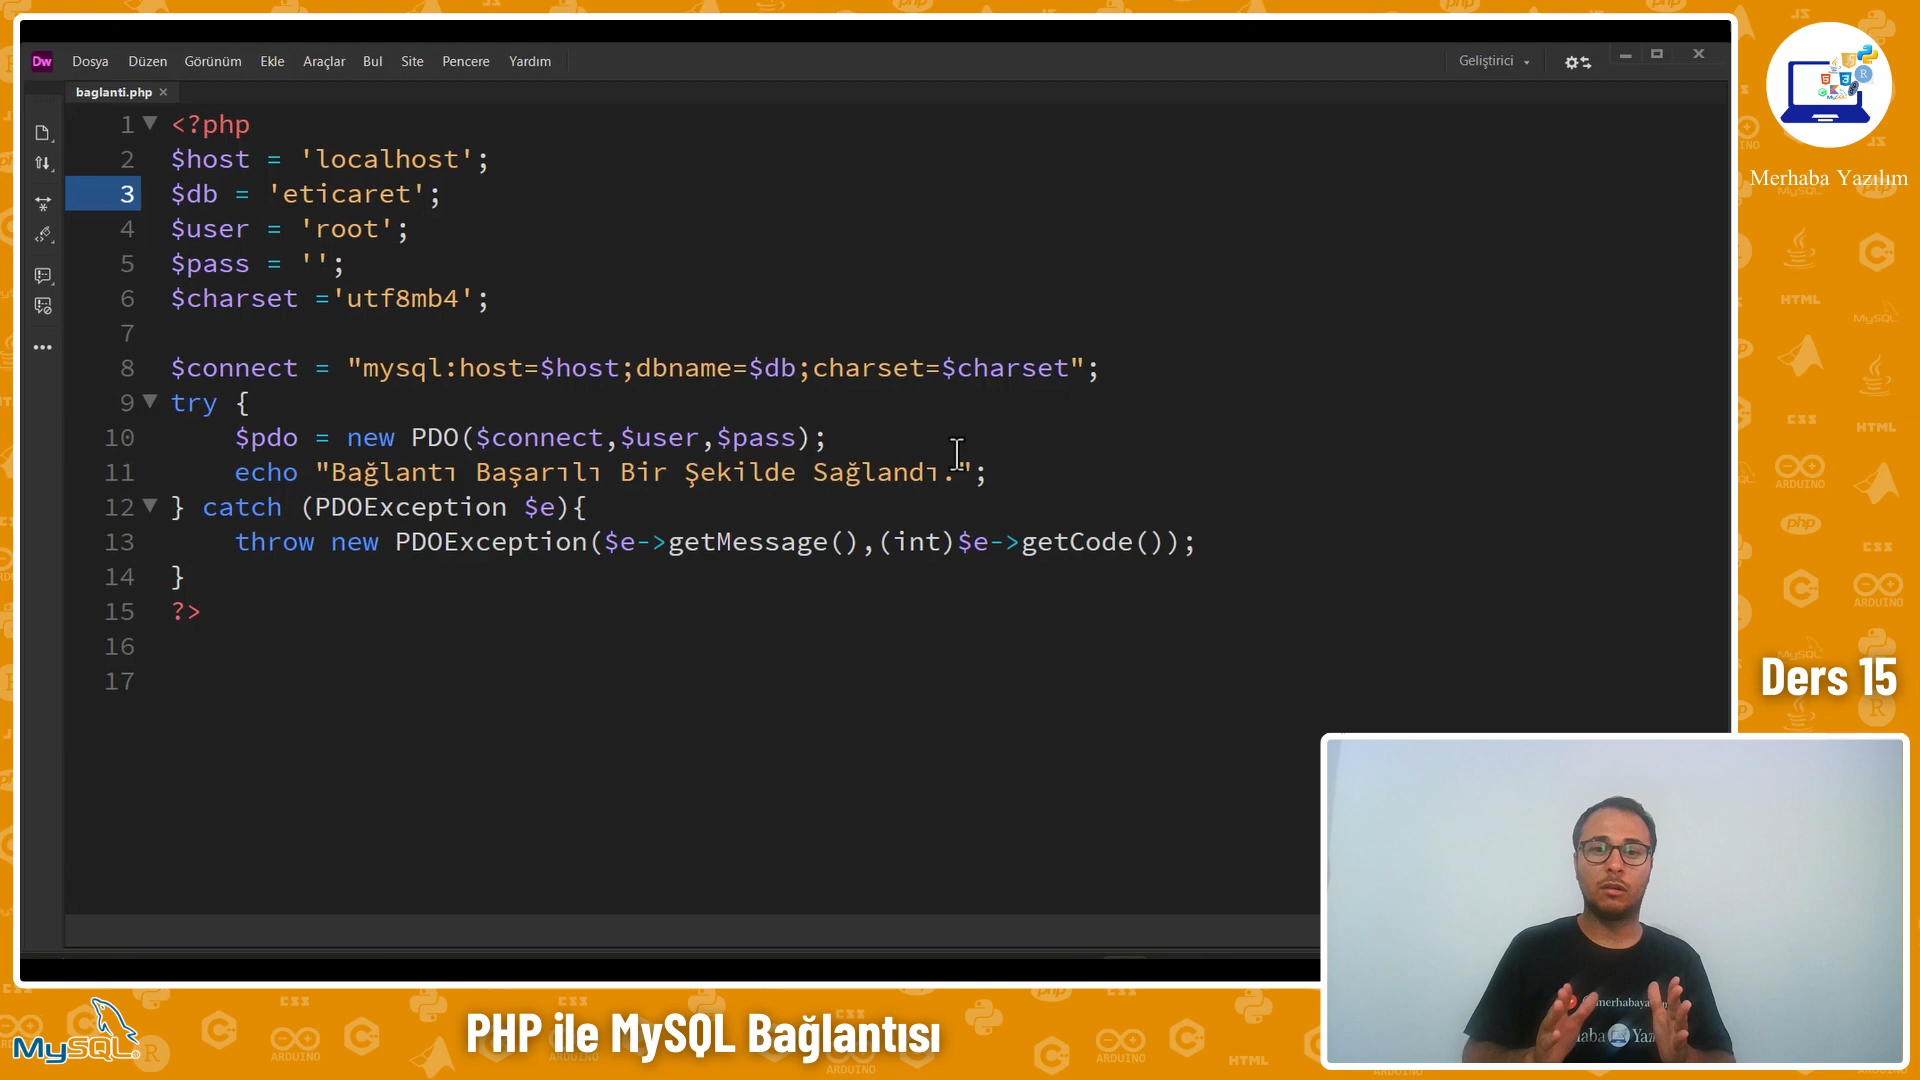 Dw Dosya Düzen Görünüm Ekle Araçlar Bul Site Pencere Yardım Geliştirici
baglanti.php
1 <?php
2 $host = 'localhost';
3 $db = 'eticaret';
4 $user = 'root';
5 $pass = '';
6 $charset ='utf8mb4';
7
8 $connect = "mysql:host=$host;dbname=$db;charset=$charset";
9 try {
10 $pdo = new PDO($connect,$user,$pass);
11 echo "Bağlantı Başarılı Bir Şekilde Sağlandı.";
12 } catch (PDOException $e){
13 throw new PDOException($e->getMessage(),(int)$e->getCode());
14 }
15 ?>
16
17
Merhaba Yazılım
Ders 15
PHP ile MySQL Bağlantısı
MySQL